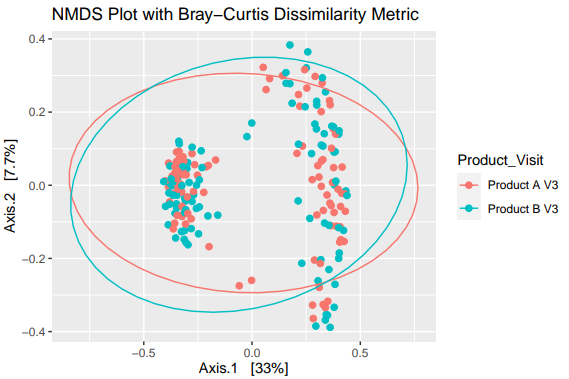 NMDS Plot with Bray−Curtis Dissimilarity Metric
0.4
0.2
0.0
−0.2
−0.4
Axis.2 [7.7%]
−0.5
0.0
0.5
Axis.1 [33%]
Product_Visit
Product A V3
Product B V3